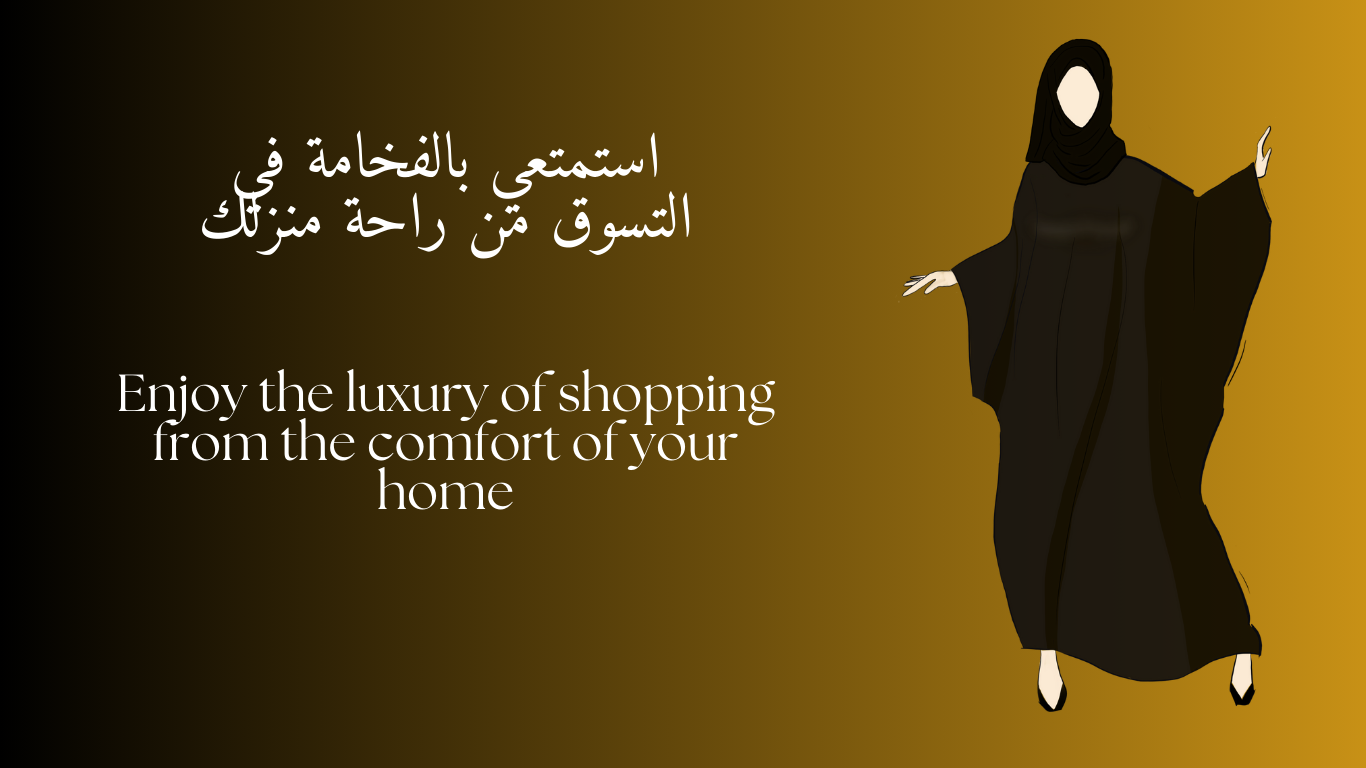 استمتعي بالفخامة في
التسوق من راحة منزلك
Enjoy the luxury of shopping
from the comfort of your
home